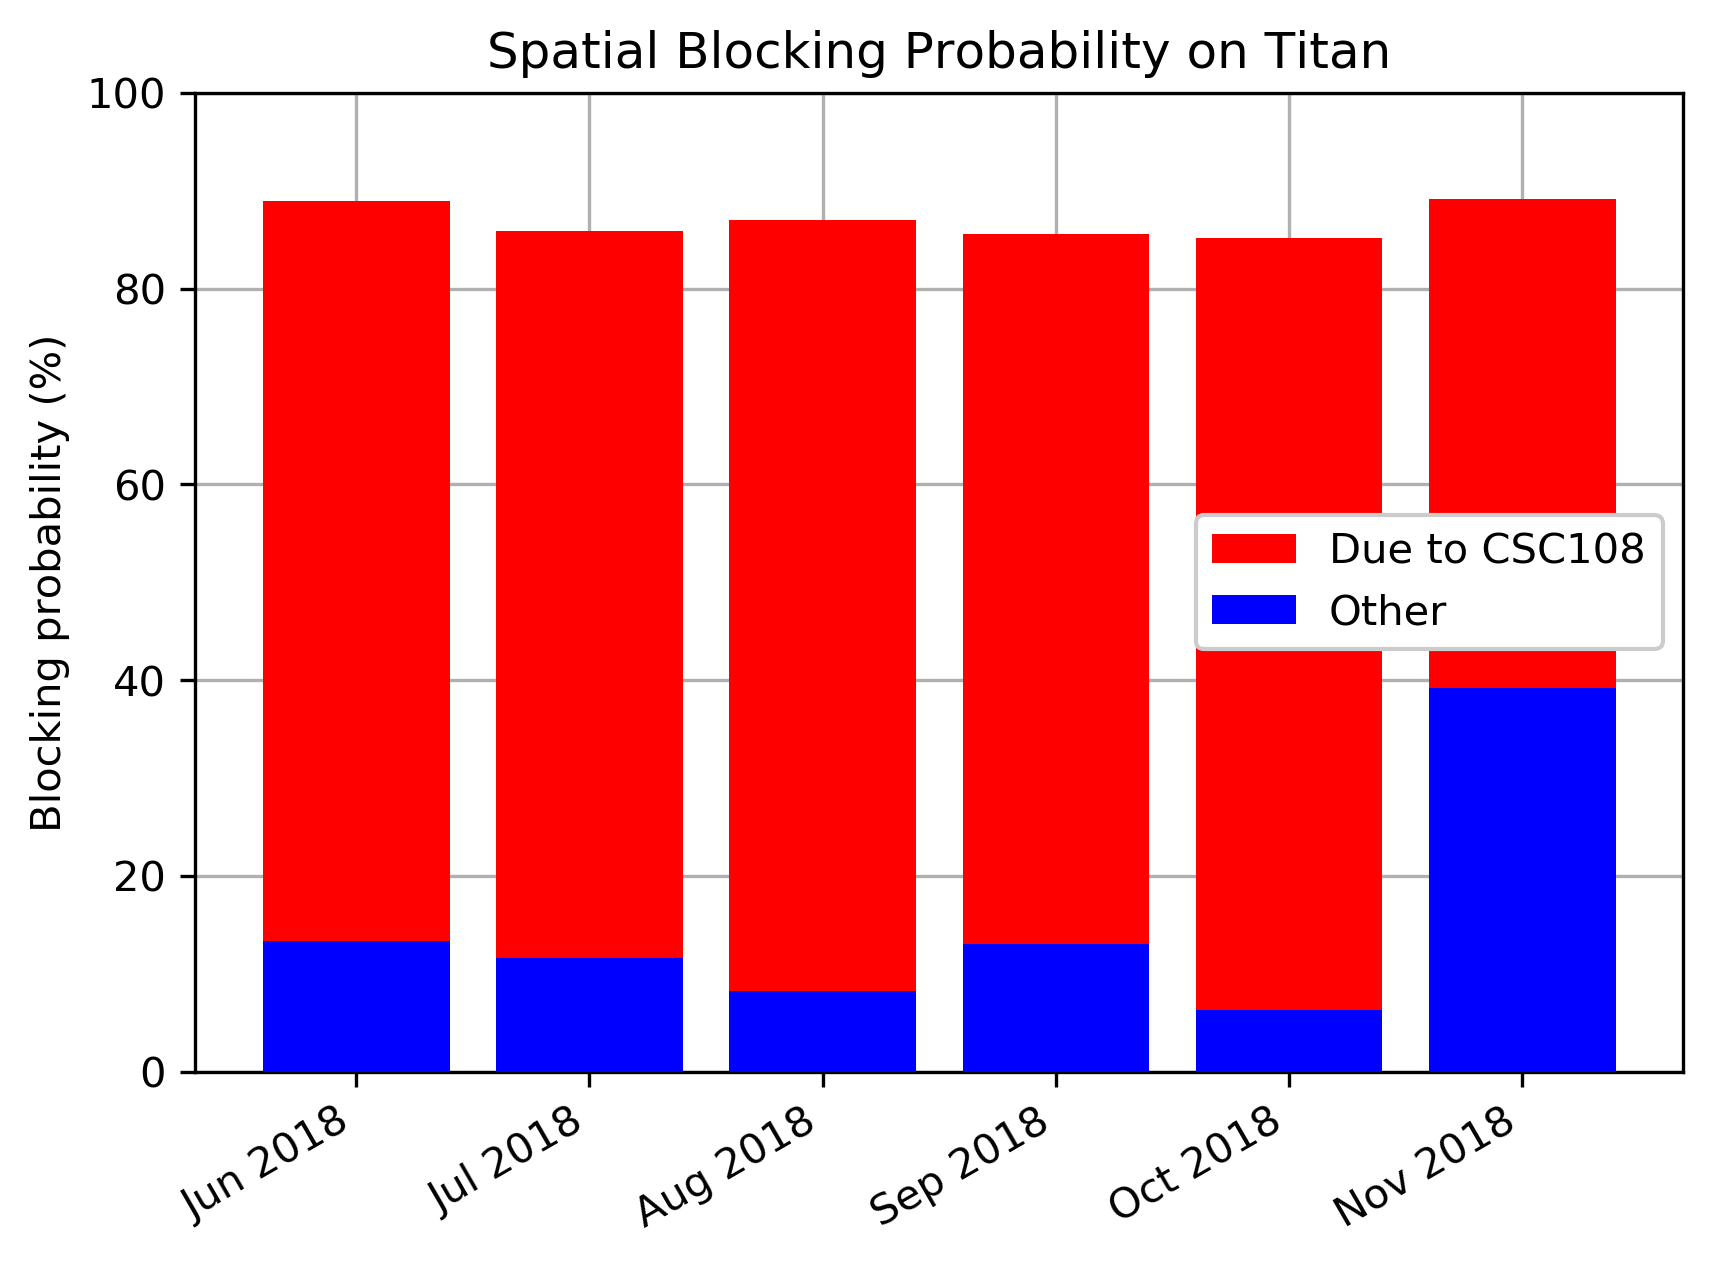 Spatial Blocking Probability on Titan
Blocking probability (%)
100
80
60
40
20
0
Due to CSC108
Other
Jun 2018
Jul 2018
Aug 2018
Sep 2018
Oct 2018
Nov 2018